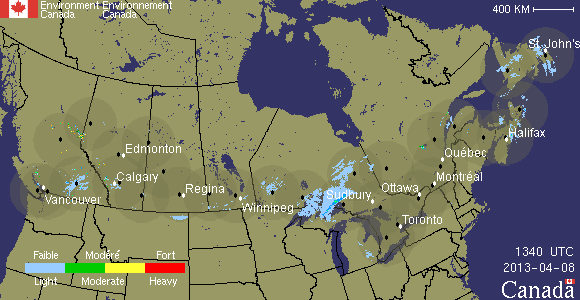 Environment Environnement
Canada Canada
400 KM
St. John's
Halifax
Edmonton
Québec
Calgary
Regina
Sudbury
Ottawa
Montréal
Vancouver
Winnipeg
Toronto
Faible Modéré Fort
Light Moderate Heavy
1340 UTC
2013-04-08
Canada